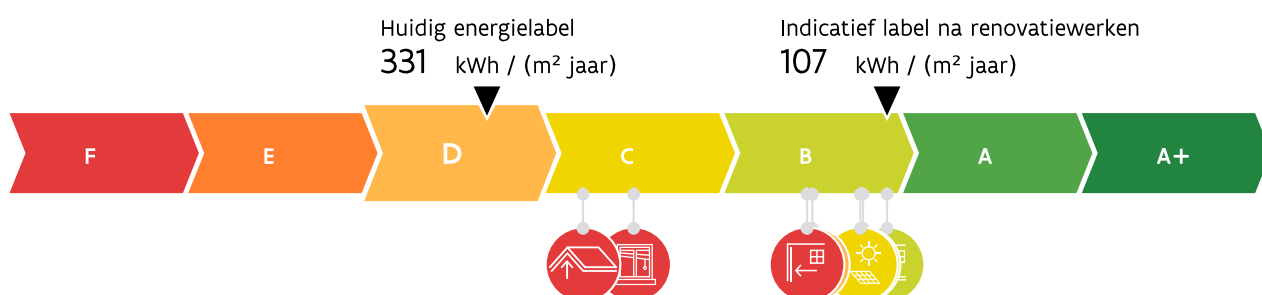 Huidig energielabel
331 kWh / (m² jaar)
Indicatief label na renovatiewerken
107 kWh / (m² jaar)
F E D C B A A+